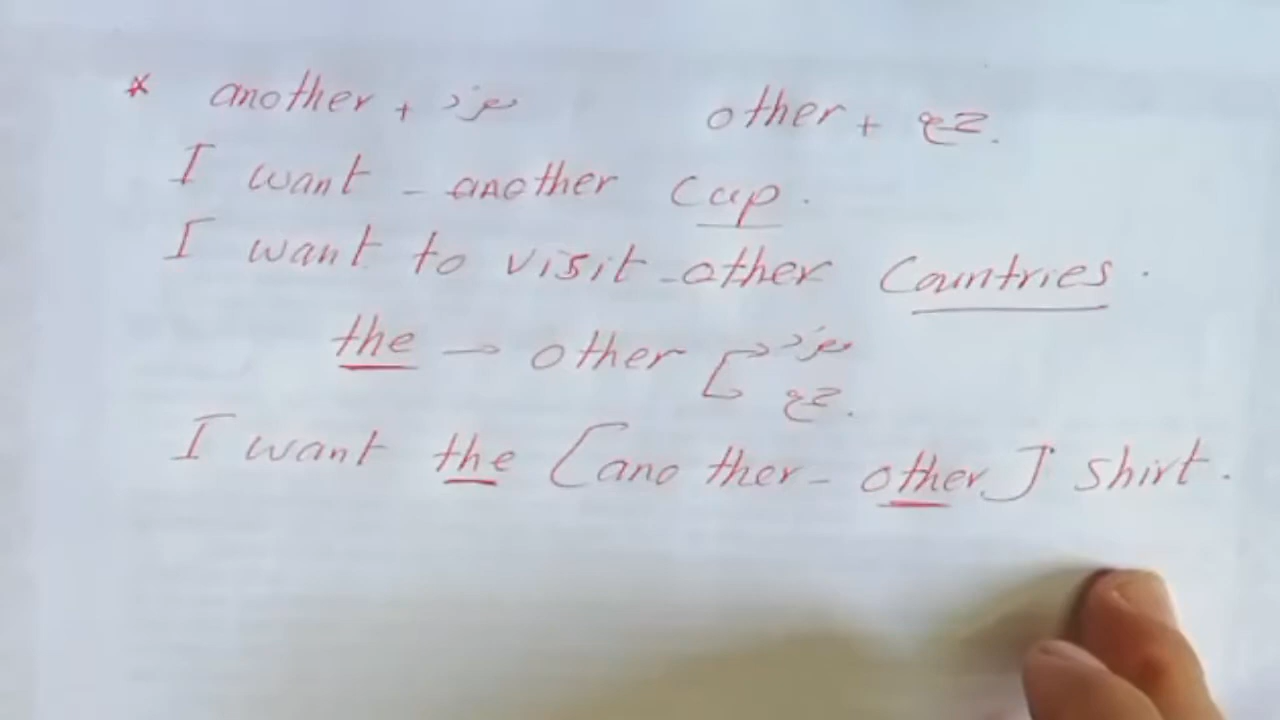 * another + مفرد other + جمع.
I want - another cup.
I want to visit - other Countries.
the → other [ مفرد
جمع.
I want the [another - other] shirt.